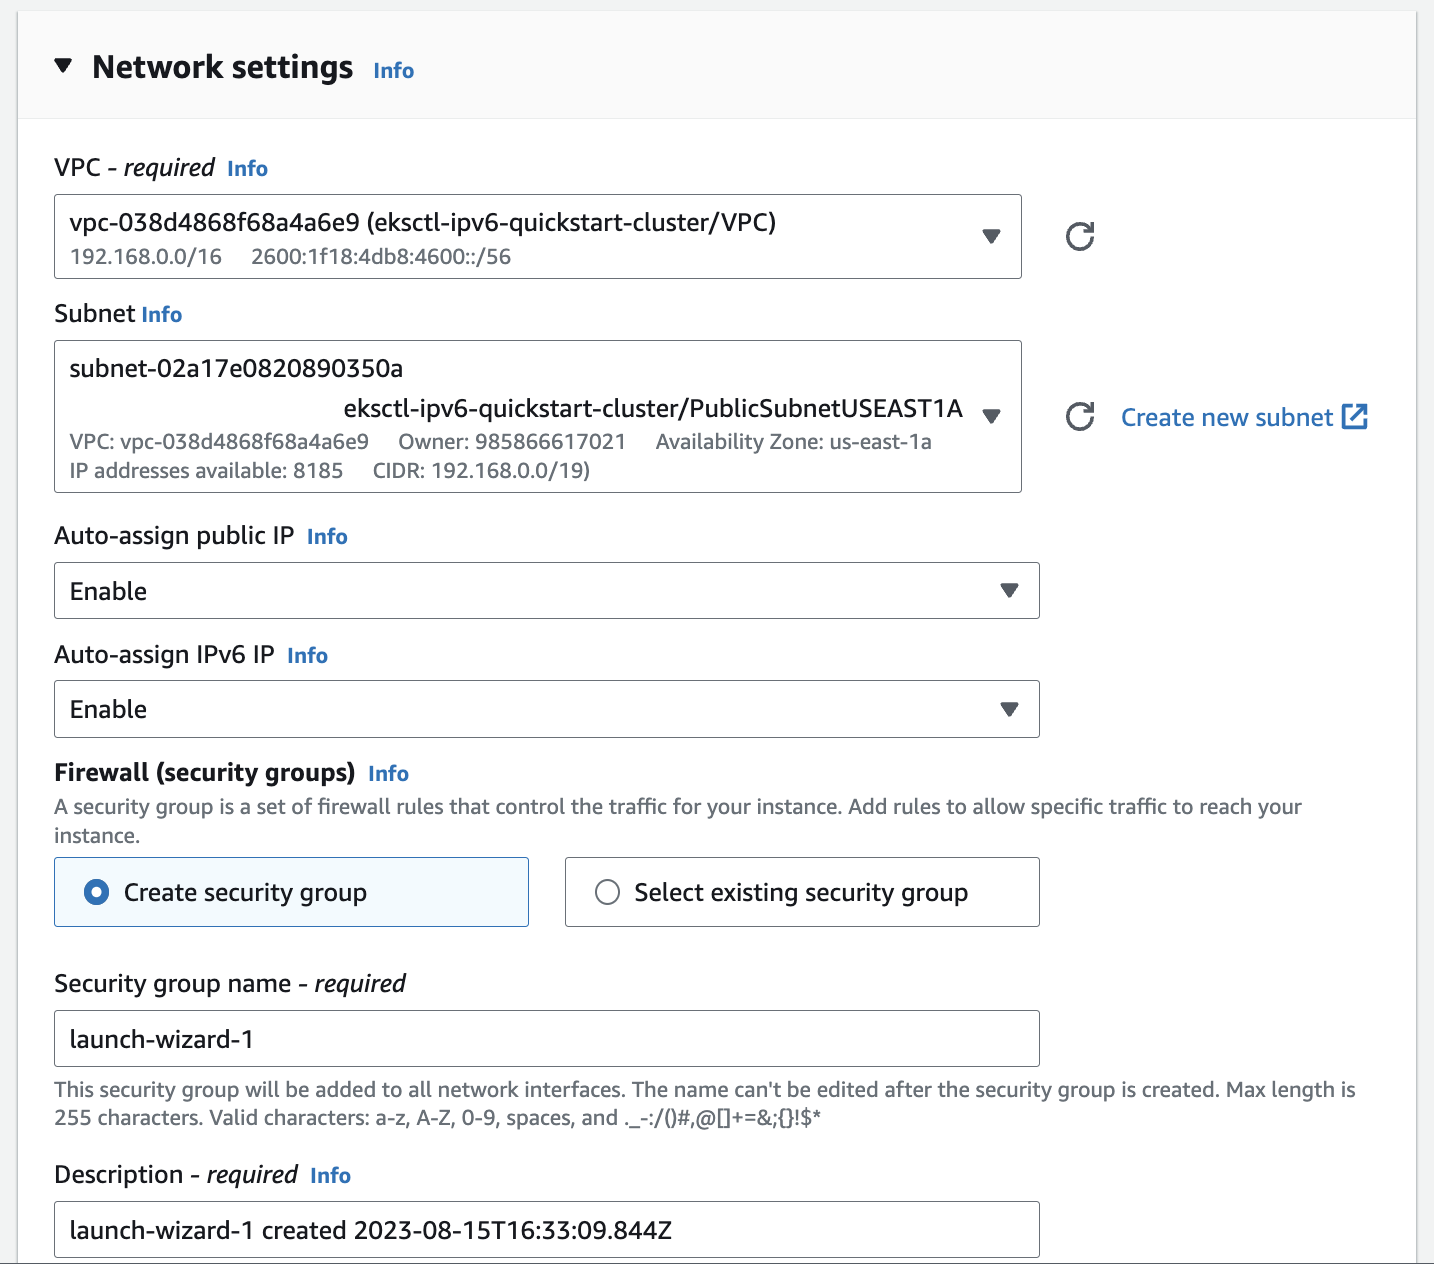 Network settings Info
VPC - required Info
vpc-038d4868f68a4a6e9 (eksctl-ipv6-quickstart-cluster/VPC)
192.168.0.0/16 2600:1f18:4db8:4600::/56
Subnet Info
subnet-02a17e0820890350a
eksctl-ipv6-quickstart-cluster/PublicSubnetUSEAST1A
VPC: vpc-038d4868f68a4a6e9 Owner: 985866617021 Availability Zone: us-east-1a
IP addresses available: 8185 CIDR: 192.168.0.0/19)
Create new subnet
Auto-assign public IP Info
Enable
Auto-assign IPv6 IP Info
Enable
Firewall (security groups) Info
A security group is a set of firewall rules that control the traffic for your instance. Add rules to allow specific traffic to reach your
instance.
Create security group
Select existing security group
Security group name - required
launch-wizard-1
This security group will be added to all network interfaces. The name can't be edited after the security group is created. Max length is
255 characters. Valid characters: a-z, A-Z, 0-9, spaces, and ._-:/()#,@[]+=&;{}!$*
Description - required Info
launch-wizard-1 created 2023-08-15T16:33:09.844Z